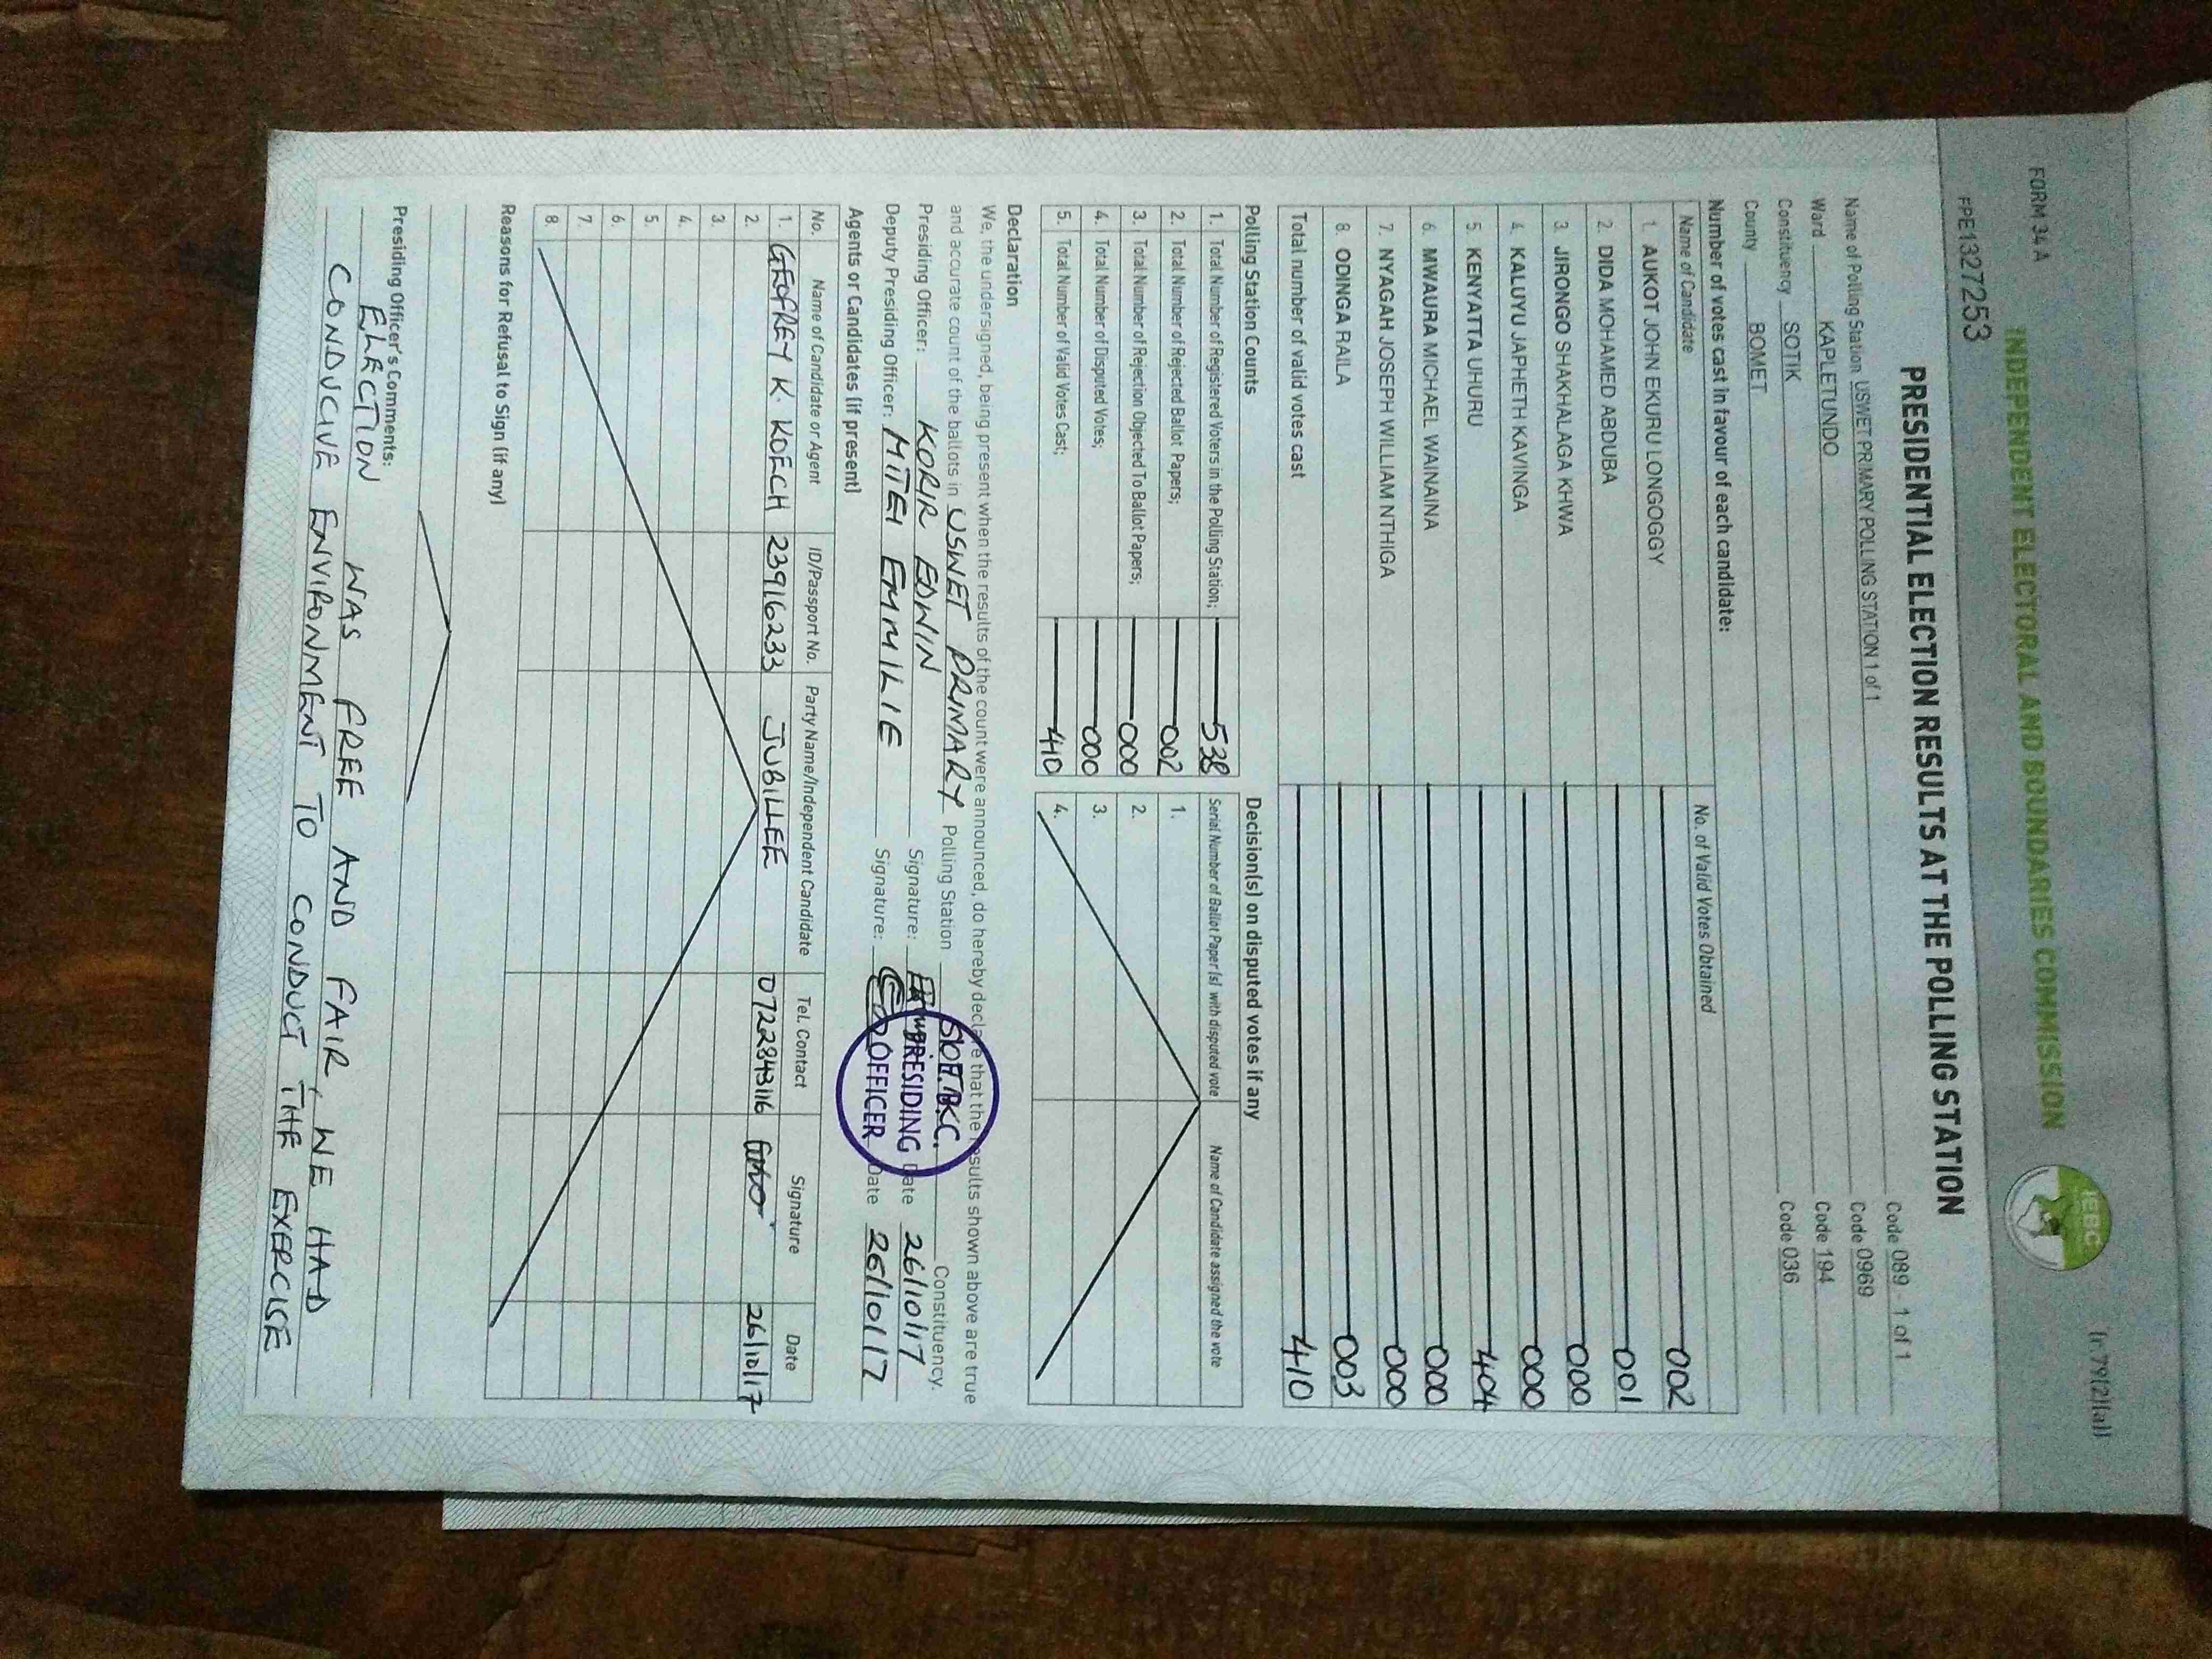 FORM 34 A
(r.79(2)(a))
INDEPENDENT ELECTORAL AND BOUNDARIES COMMISSION
IEBC
FPE1327253
PRESIDENTIAL ELECTION RESULTS AT THE POLLING STATION
Name of Polling Station USWET PRIMARY POLLING STATION 1 of 1 Code 089 - 1 of 1
Ward KAPLETUNDO Code 0969
Constituency SOTIK Code 194
County BOMET Code 036
Number of votes cast in favour of each candidate:
Name of Candidate No. of Valid Votes Obtained
1. AUKOT JOHN EKURU LONGOGGY 002
2. DIDA MOHAMED ABDUBA 001
3. JIRONGO SHAKHALAGA KHWA 000
4. KALUYU JAPHETH KAVINGA 000
5. KENYATTA UHURU 404
6. MWAURA MICHAEL WAINAINA 000
7. NYAGAH JOSEPH WILLIAM NTHIGA 000
8. ODINGA RAILA 003
Total number of valid votes cast 410
Polling Station Counts Decision(s) on disputed votes if any
1. Total Number of Registered Voters in the Polling Station; 538 Serial Number of Ballot Paper (s) with disputed vote Name of Candidate assigned the vote
2. Total Number of Rejected Ballot Papers; 002 1.
3. Total Number of Rejection Objected To Ballot Papers; 000 2.
4. Total Number of Disputed Votes; 000 3.
5. Total Number of Valid Votes Cast; 410 4.
Declaration
We, the undersigned, being present when the results of the count were announced, do hereby declare that the results shown above are true
and accurate count of the ballots in USWET PRIMARY Polling Station Constituency.
Presiding Officer: KORIR EDWIN Signature: Date 26/10/17
Deputy Presiding Officer: MITEI EMMILIE Signature: Date 26/10/17
PRESIDING
OFFICER
Agents or Candidates (if present)
No. Name of Candidate or Agent ID/Passport No. Party Name/Independent Candidate Tel. Contact Signature Date
1. GEOFREY K. KOECH 23916233 JUBILLEE 0722343116 26/10/17
2.
3.
4.
5.
6.
7.
8.
Reasons for Refusal to Sign (if any)
Presiding Officer's Comments:
ELECTION WAS FREE AND FAIR, WE HAD
CONDUCIVE ENVIRONMENT TO CONDUCT THE EXERCISE